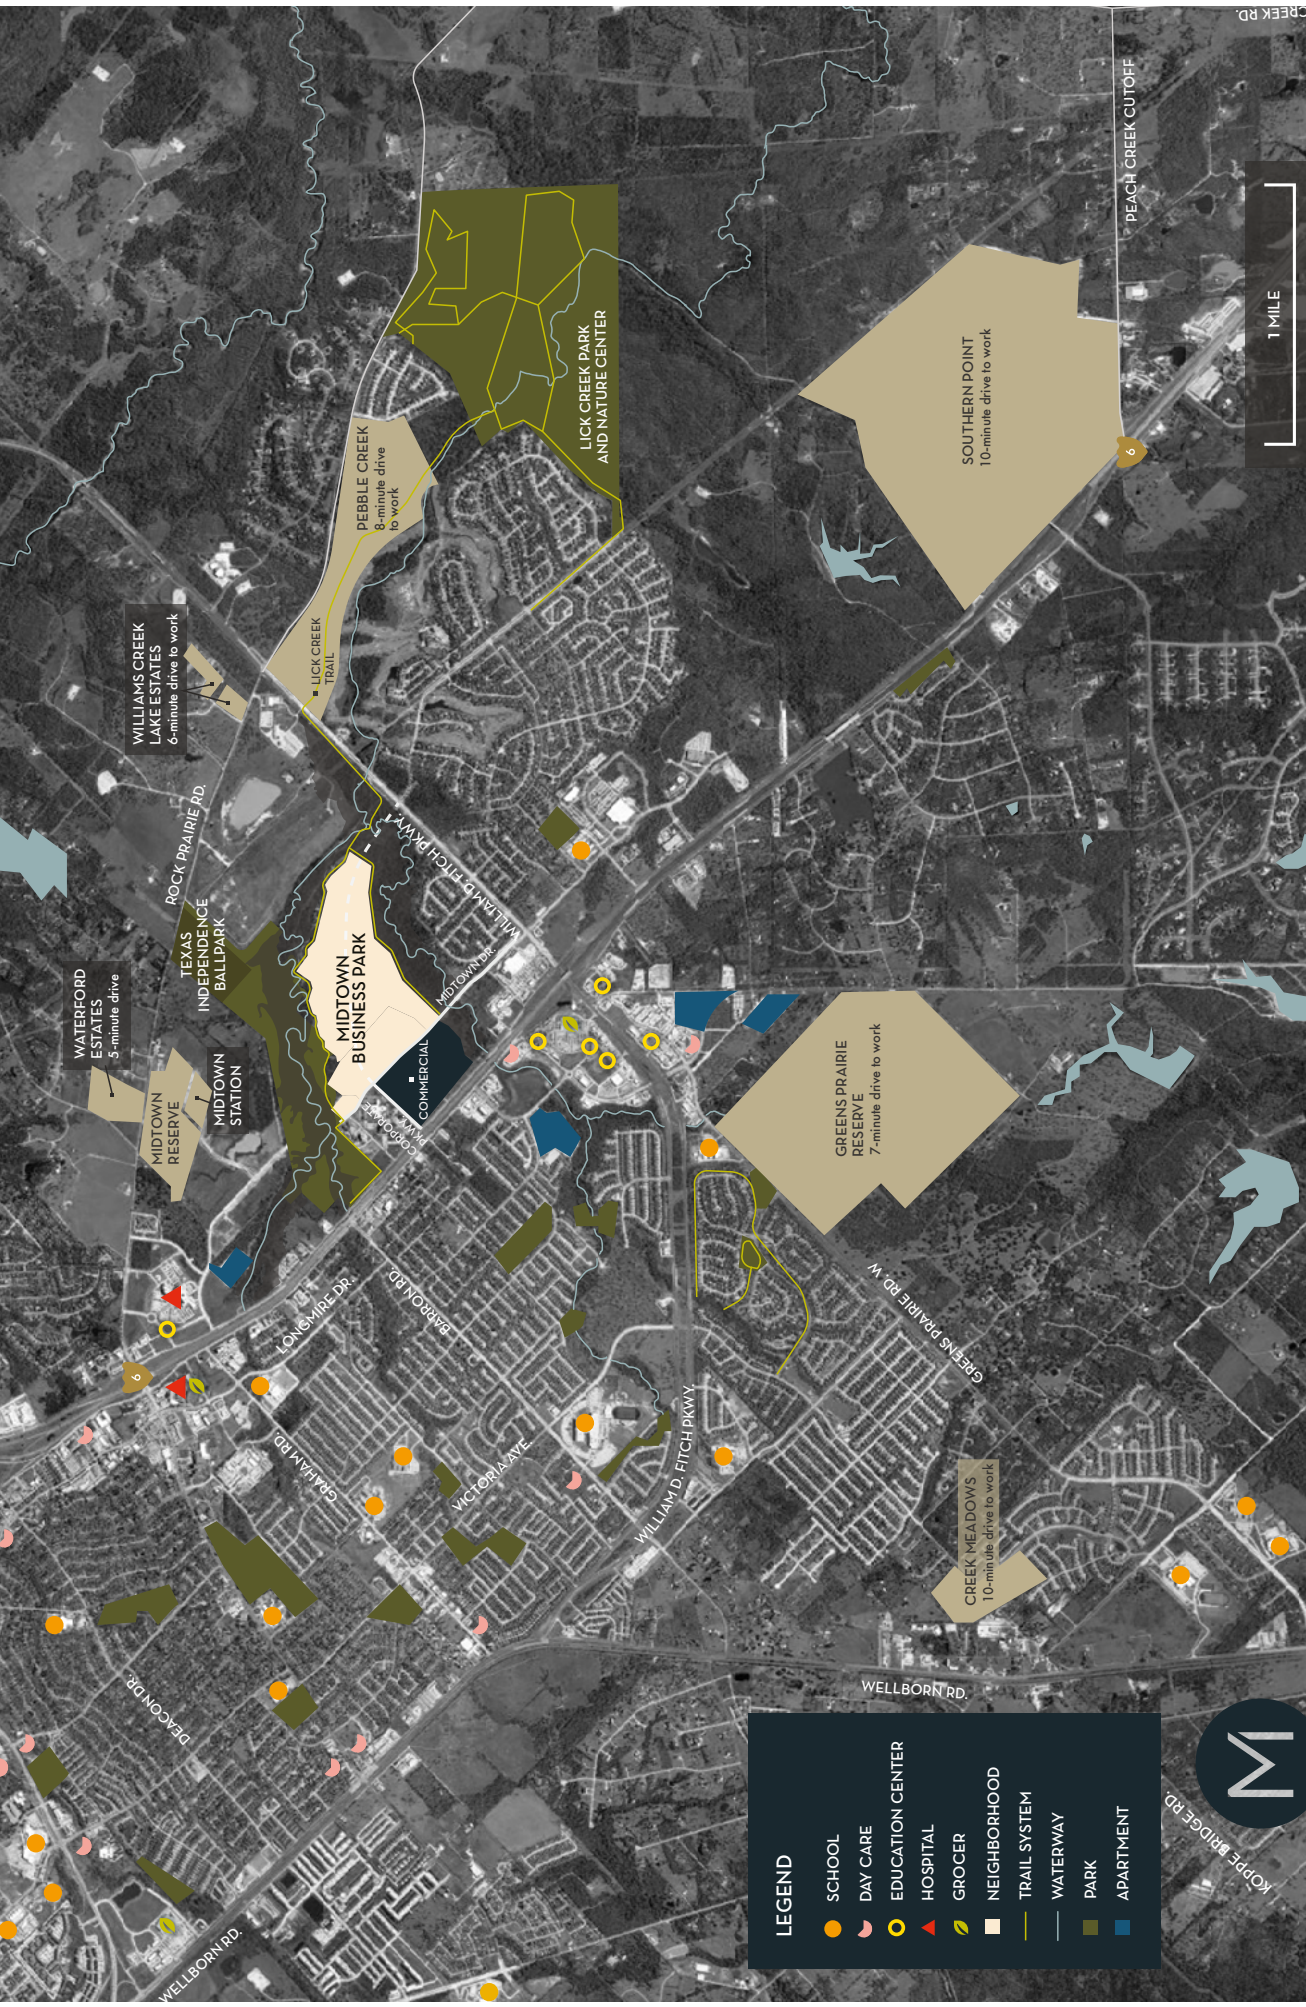 CREEK RD.
PEACH CREEK CUTOFF
1 MILE
6
SOUTHERN POINT
10-minute drive to work
LICK CREEK PARK
AND NATURE CENTER
PEBBLE CREEK
8-minute drive
to work
LICK CREEK
TRAIL
WILLIAMS CREEK
LAKE ESTATES
6-minute drive to work
ROCK PRAIRIE RD.
WILLIAM D. FITCH PKWY.
TEXAS
INDEPENDENCE
BALLPARK
MIDTOWN
BUSINESS PARK
MIDTOWN DR.
COMMERCIAL
CORPORATE
PKWY.
WATERFORD
ESTATES
5-minute drive
MIDTOWN
RESERVE
MIDTOWN
STATION
GREENS PRAIRIE
RESERVE
7-minute drive to work
6
LONGMIRE DR.
BARRON RD.
GRAHAM RD.
VICTORIA AVE.
WILLIAM D. FITCH PKWY.
GREENS PRAIRIE RD W
CREEK MEADOWS
10-minute drive to work
DEACON DR.
WELLBORN RD.
WELLBORN RD.
KOPPE BRIDGE RD.
M
LEGEND
SCHOOL
DAY CARE
EDUCATION CENTER
HOSPITAL
GROCER
NEIGHBORHOOD
TRAIL SYSTEM
WATERWAY
PARK
APARTMENT